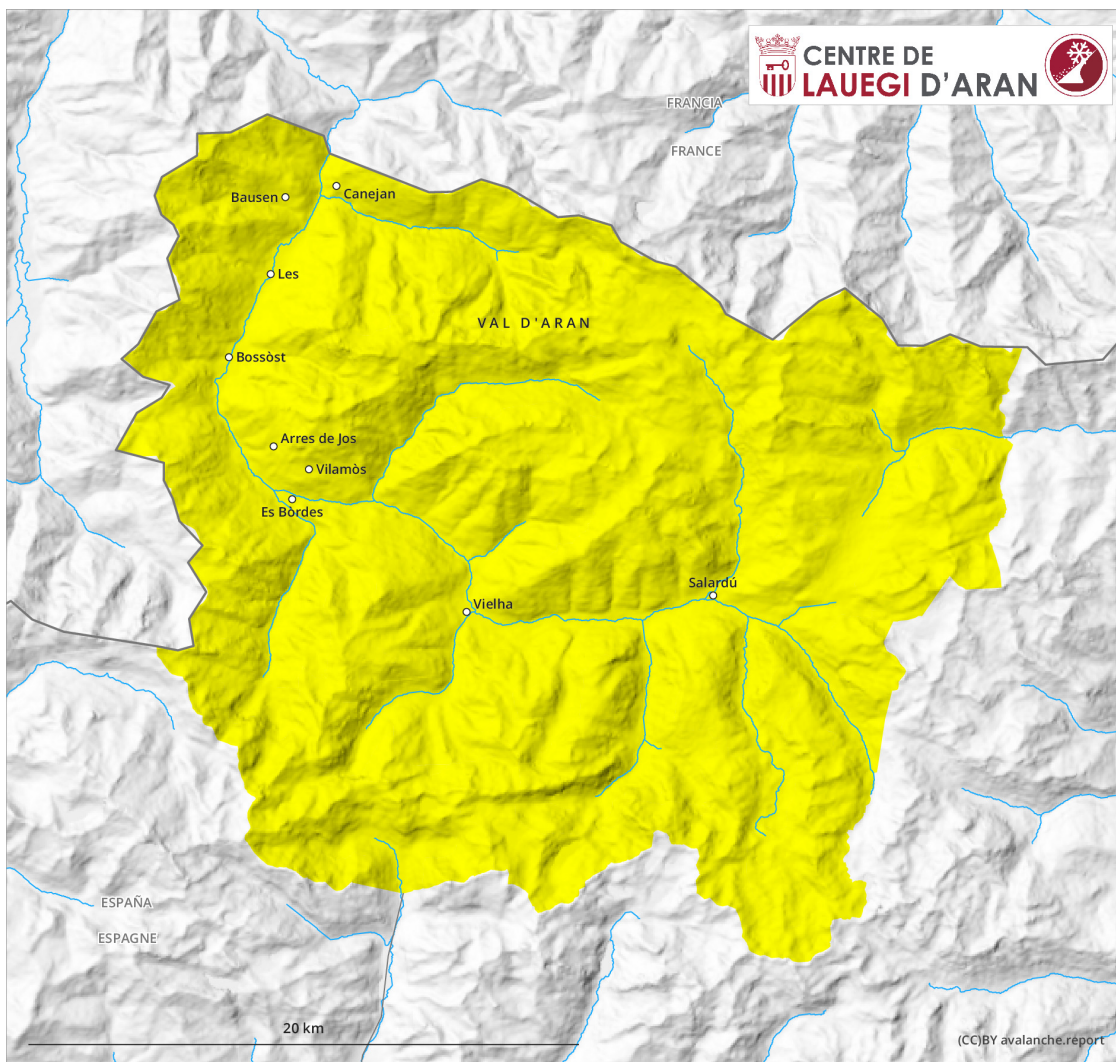 CENTRE DE
LAUEGI D'ARAN
FRANCIA
FRANCE
Canejan
Bausen
Les
VAL D'ARAN
Bossòst
Arres de Jos
Vilamòs
Es Bòrdes
Salardú
Vielha
ESPAÑA
ESPAGNE
20 km
(CC)BY avalanche.report